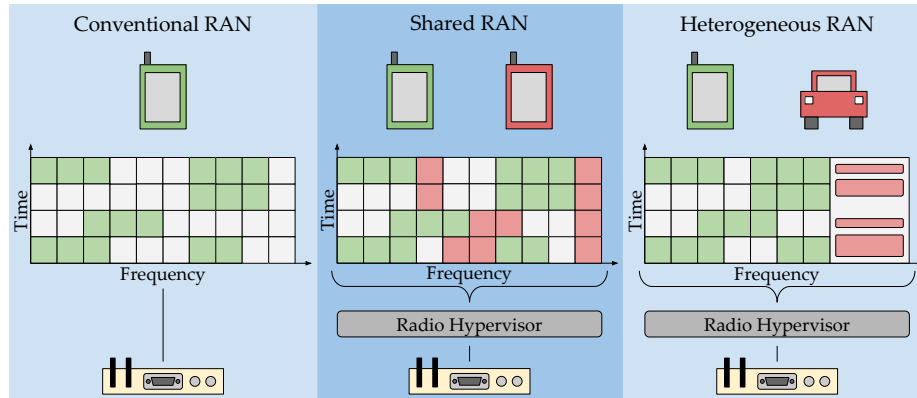 Conventional RAN
Shared RAN
Heterogeneous RAN
Time
Frequency
Time
Frequency
Time
Frequency
Radio Hypervisor
Radio Hypervisor